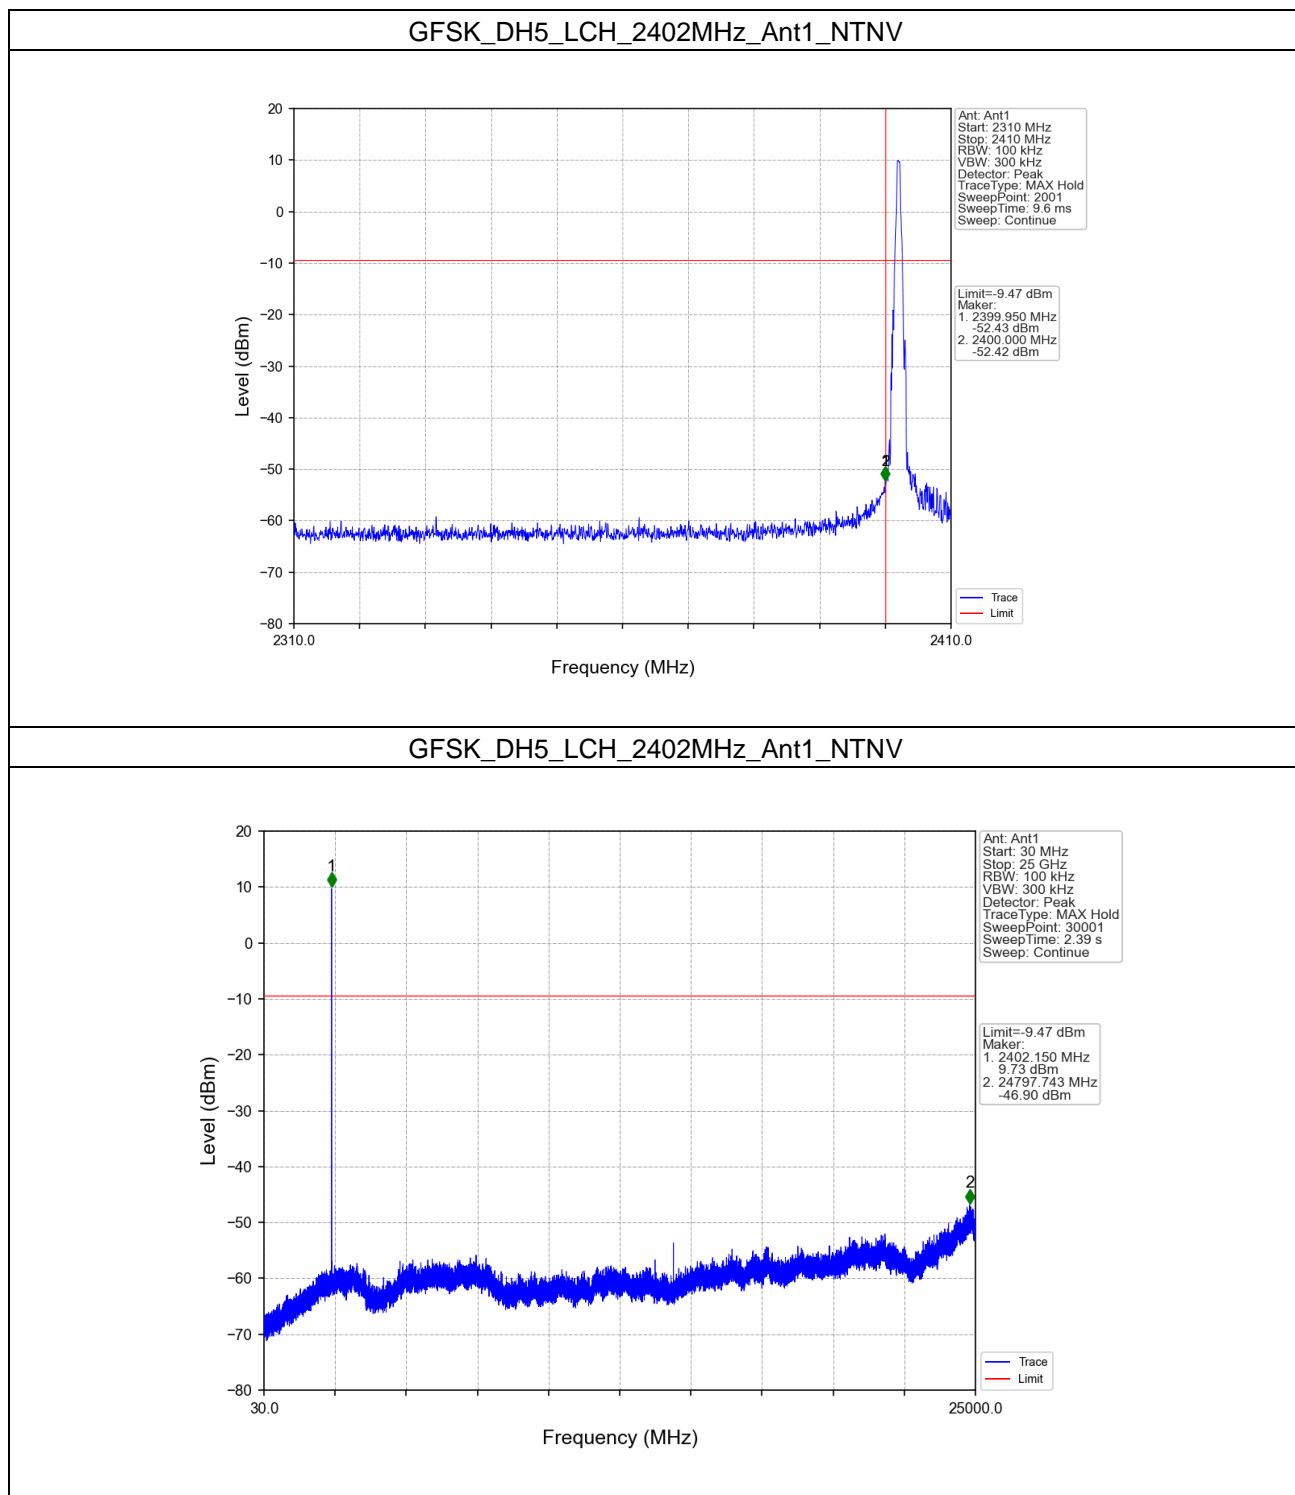 GFSK_DH5_LCH_2402MHz_Ant1_NTNV
20
10
0
−10
−20
−30
−40
−50
−60
−70
−80
Level (dBm)
2310.0
2410.0
Frequency (MHz)
2
Ant: Ant1
Start: 2310 MHz
Stop: 2410 MHz
RBW: 100 kHz
VBW: 300 kHz
Detector: Peak
TraceType: MAX Hold
SweepPoint: 2001
SweepTime: 9.6 ms
Sweep: Continue
Limit=-9.47 dBm
Maker:
1. 2399.950 MHz
-52.43 dBm
2. 2400.000 MHz
-52.42 dBm
Trace
Limit
GFSK_DH5_LCH_2402MHz_Ant1_NTNV
20
10
0
−10
−20
−30
−40
−50
−60
−70
−80
Level (dBm)
30.0
25000.0
Frequency (MHz)
1
2
Ant: Ant1
Start: 30 MHz
Stop: 25 GHz
RBW: 100 kHz
VBW: 300 kHz
Detector: Peak
TraceType: MAX Hold
SweepPoint: 30001
SweepTime: 2.39 s
Sweep: Continue
Limit=-9.47 dBm
Maker:
1. 2402.150 MHz
9.73 dBm
2. 24797.743 MHz
-46.90 dBm
Trace
Limit